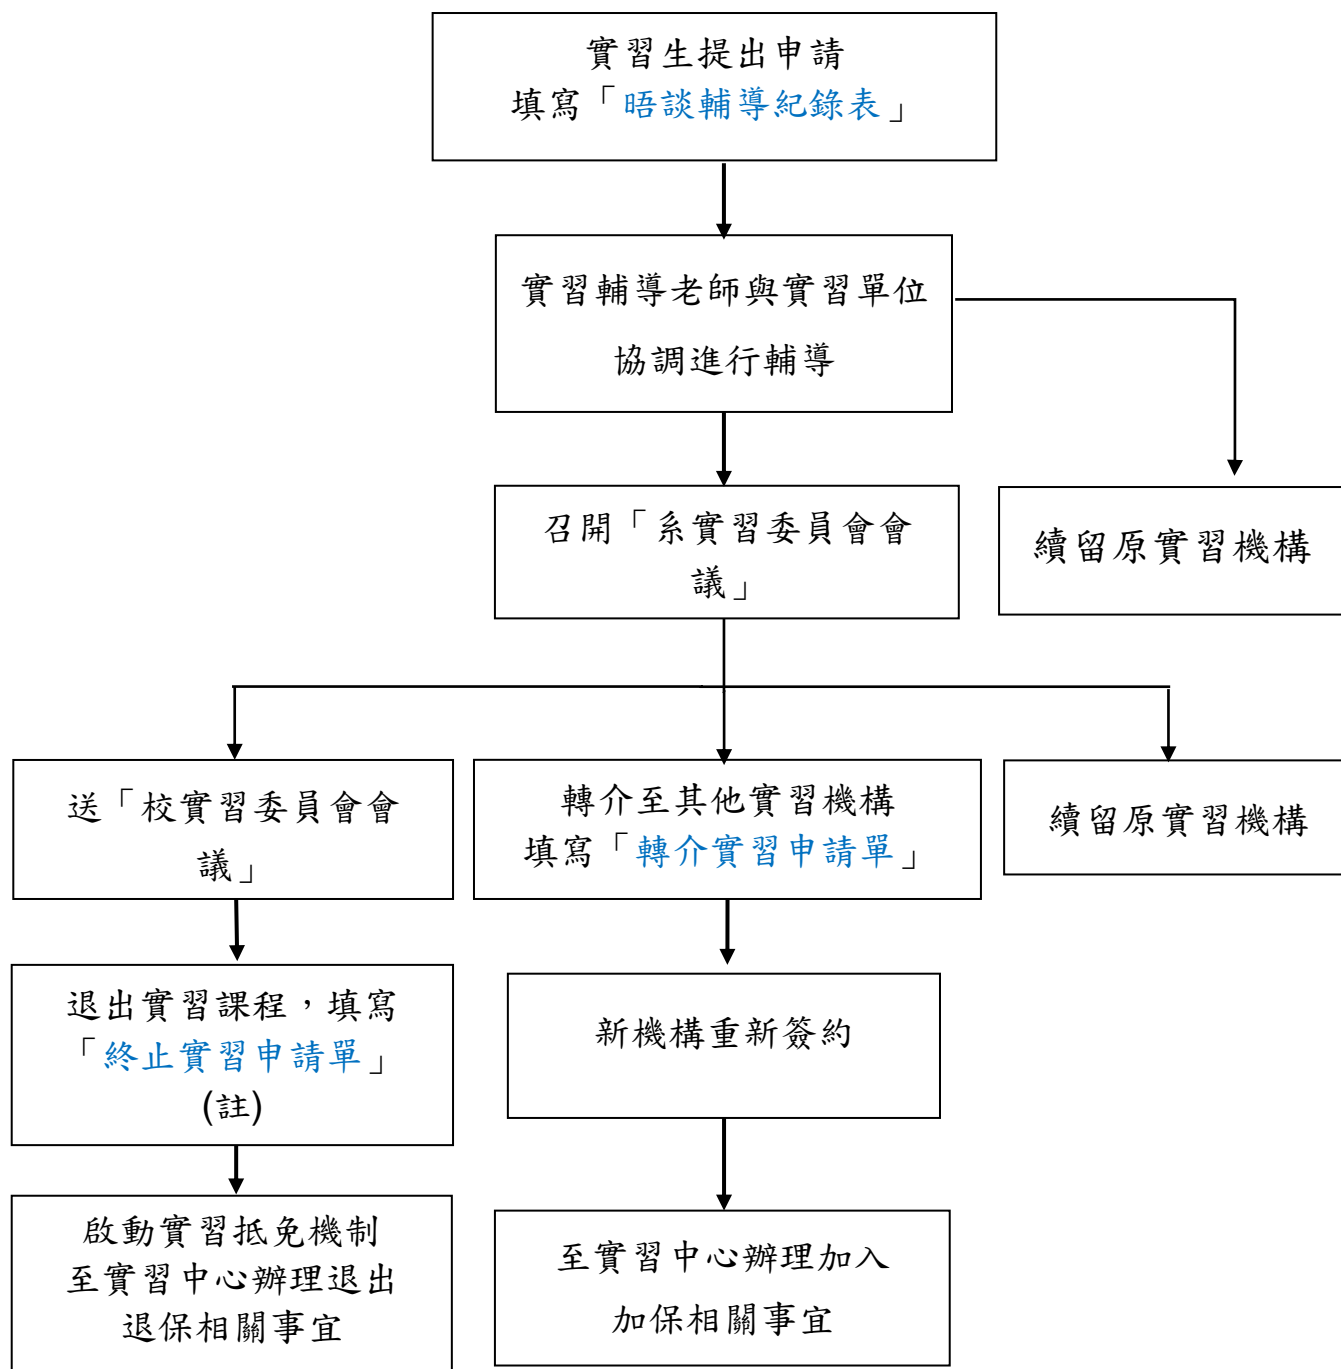 實習生提出申請
填寫「晤談輔導紀錄表」
實習輔導老師與實習單位
協調進行輔導
召開「系實習委員會會
議」
續留原實習機構
送「校實習委員會會
議」
轉介至其他實習機構
填寫「轉介實習申請單」
續留原實習機構
退出實習課程，填寫
「終止實習申請單」
(註)
新機構重新簽約
啟動實習抵免機制
至實習中心辦理退出
退保相關事宜
至實習中心辦理加入
加保相關事宜